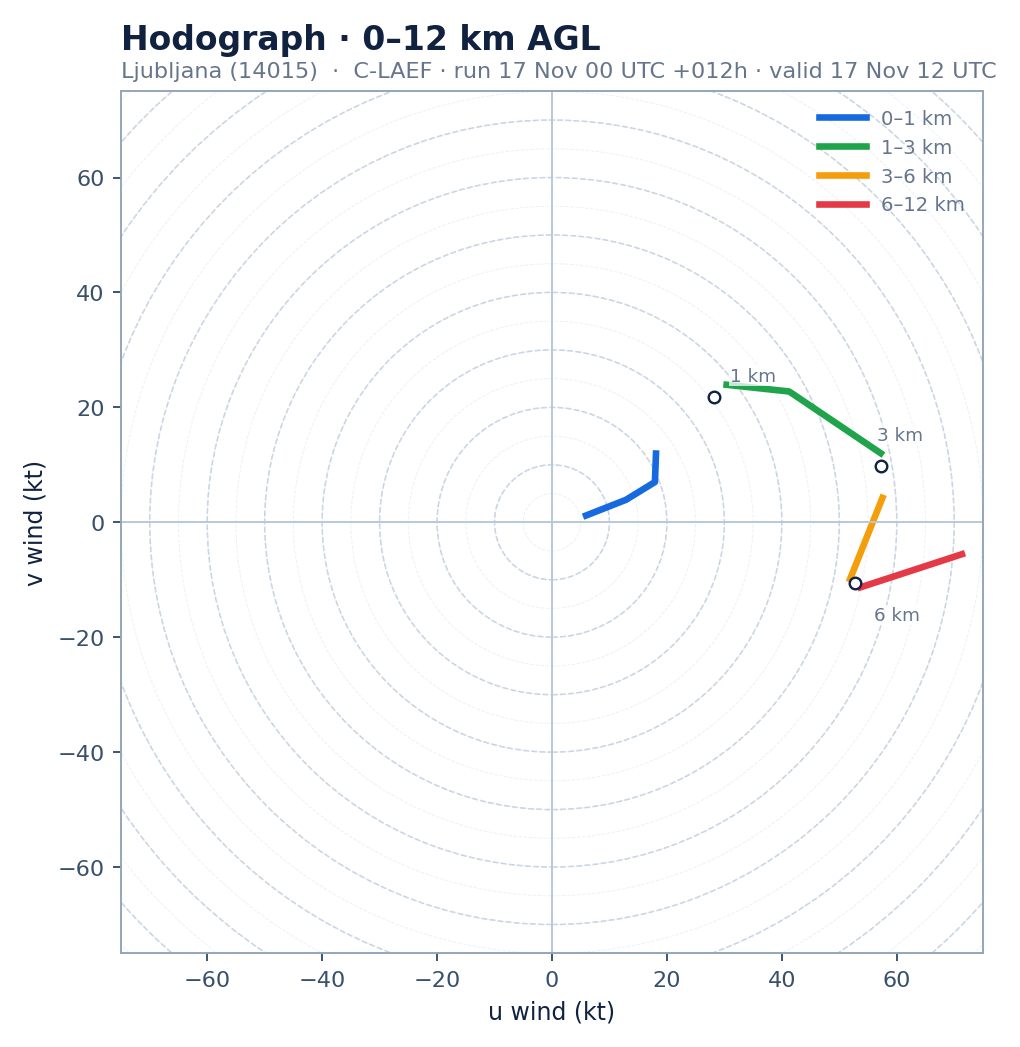 Hodograph · 0–12 km AGL
Ljubljana (14015) · C-LAEF · run 17 Nov 00 UTC +012h · valid 17 Nov 12 UTC
0–1 km
1–3 km
3–6 km
6–12 km
60
40
20
0
−20
−40
−60
v wind (kt)
1 km
3 km
6 km
−60
−40
−20
0
20
40
60
u wind (kt)